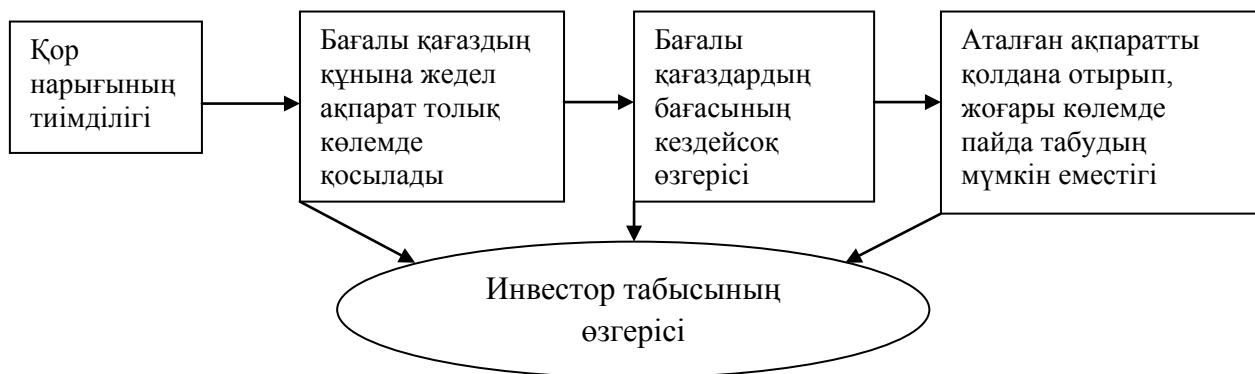 Қор
нарығының
тиімділігі
Бағалы қағаздың
құнына жедел
ақпарат толық
көлемде
қосылады
Бағалы
қағаздардың
бағасының
кездейсоқ
өзгерісі
Аталған ақпаратты
қолдана отырып,
жоғары көлемде
пайда табудың
мүмкін еместігі
Инвестор табысының
өзгерісі